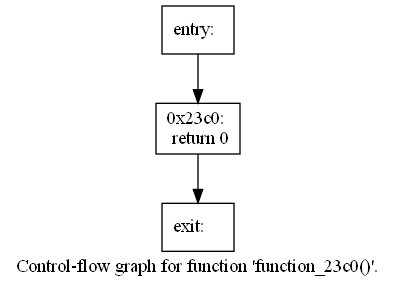 entry:
0x23c0:
return 0
exit:
Control-flow graph for function 'function_23c0()'.